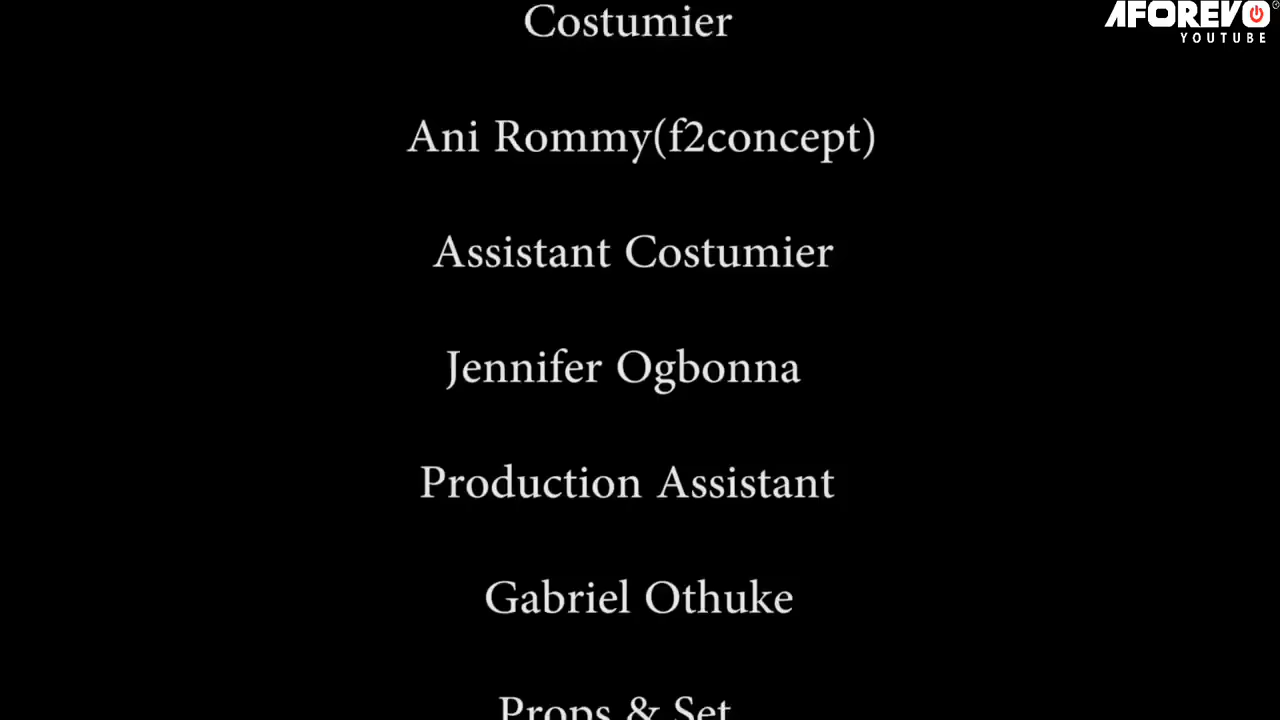 AFOREVO
YOUTUBE
Costumier
Ani Rommy(f2concept)
Assistant Costumier
Jennifer Ogbonna
Production Assistant
Gabriel Othuke
Props & Set